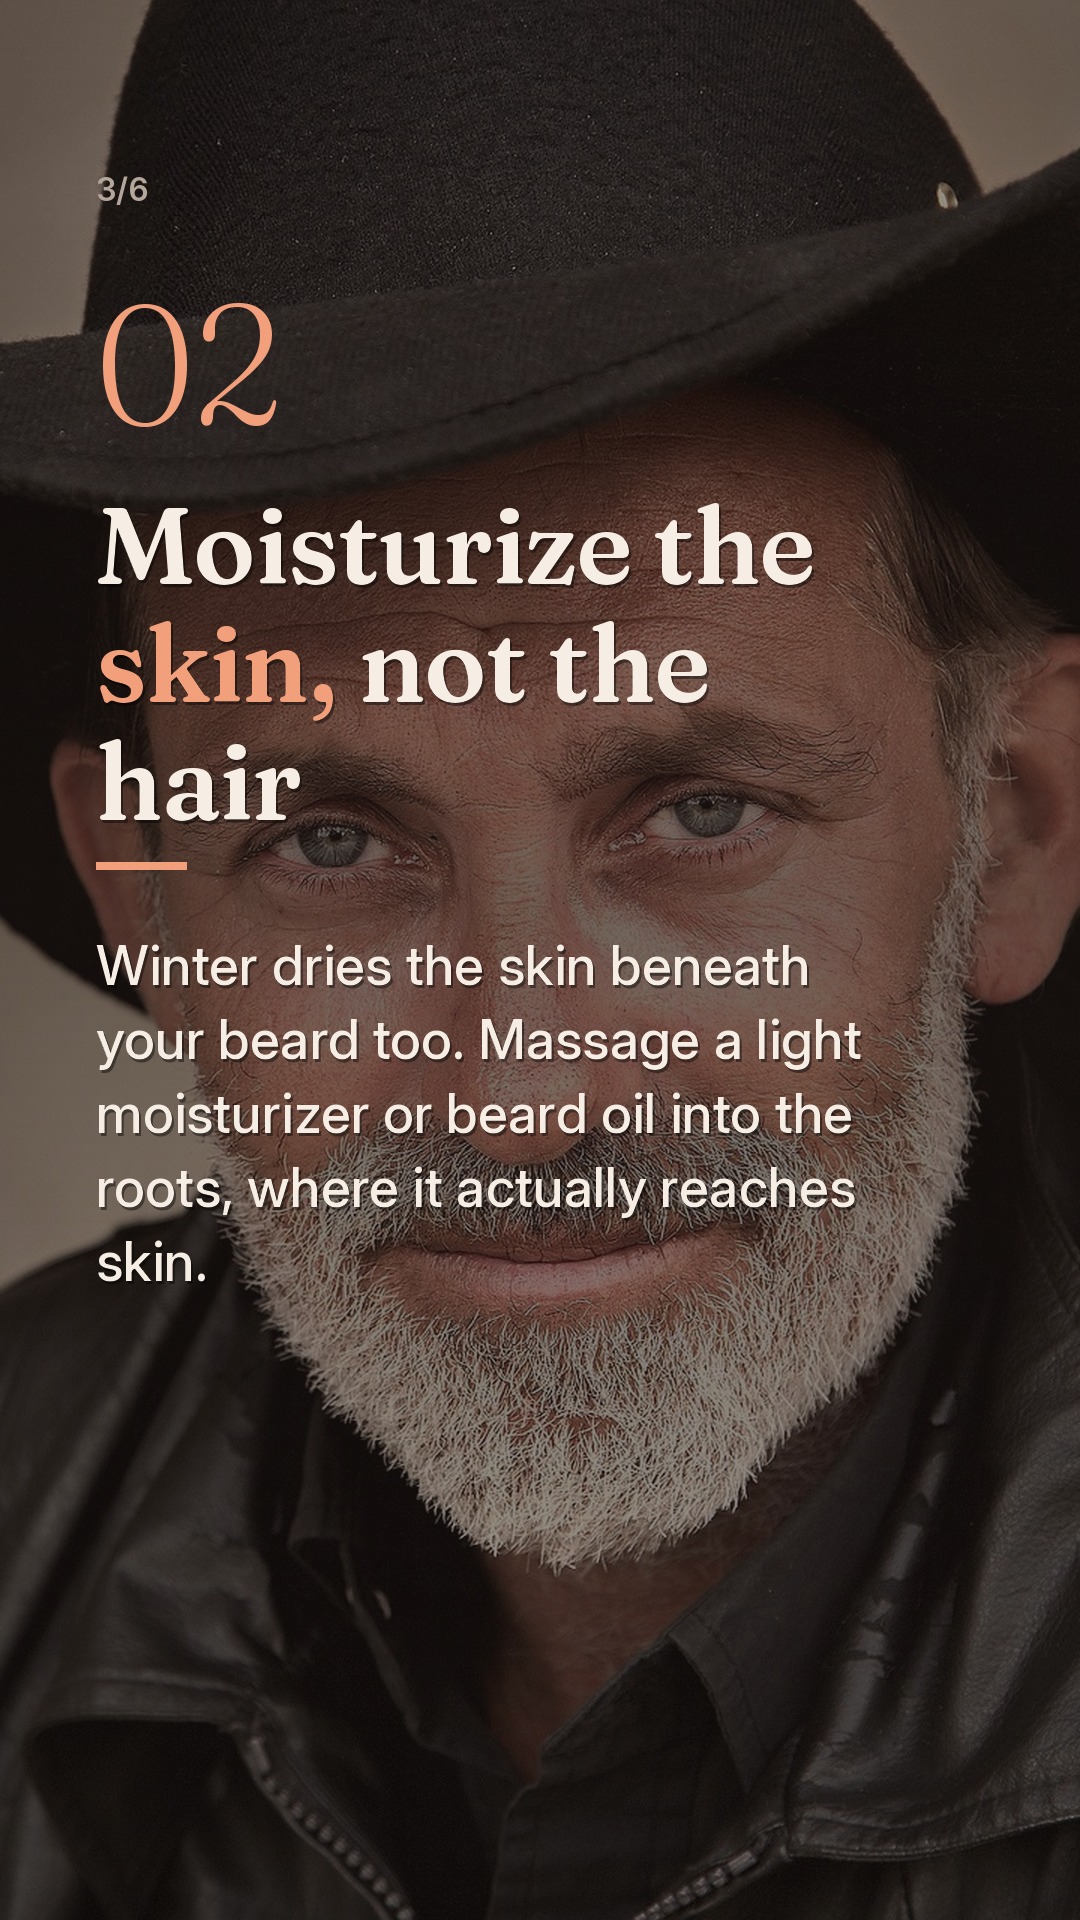 3/6
02
Moisturize the
skin, not the
hair
Winter dries the skin beneath
your beard too. Massage a light
moisturizer or beard oil into the
roots, where it actually reaches
skin.